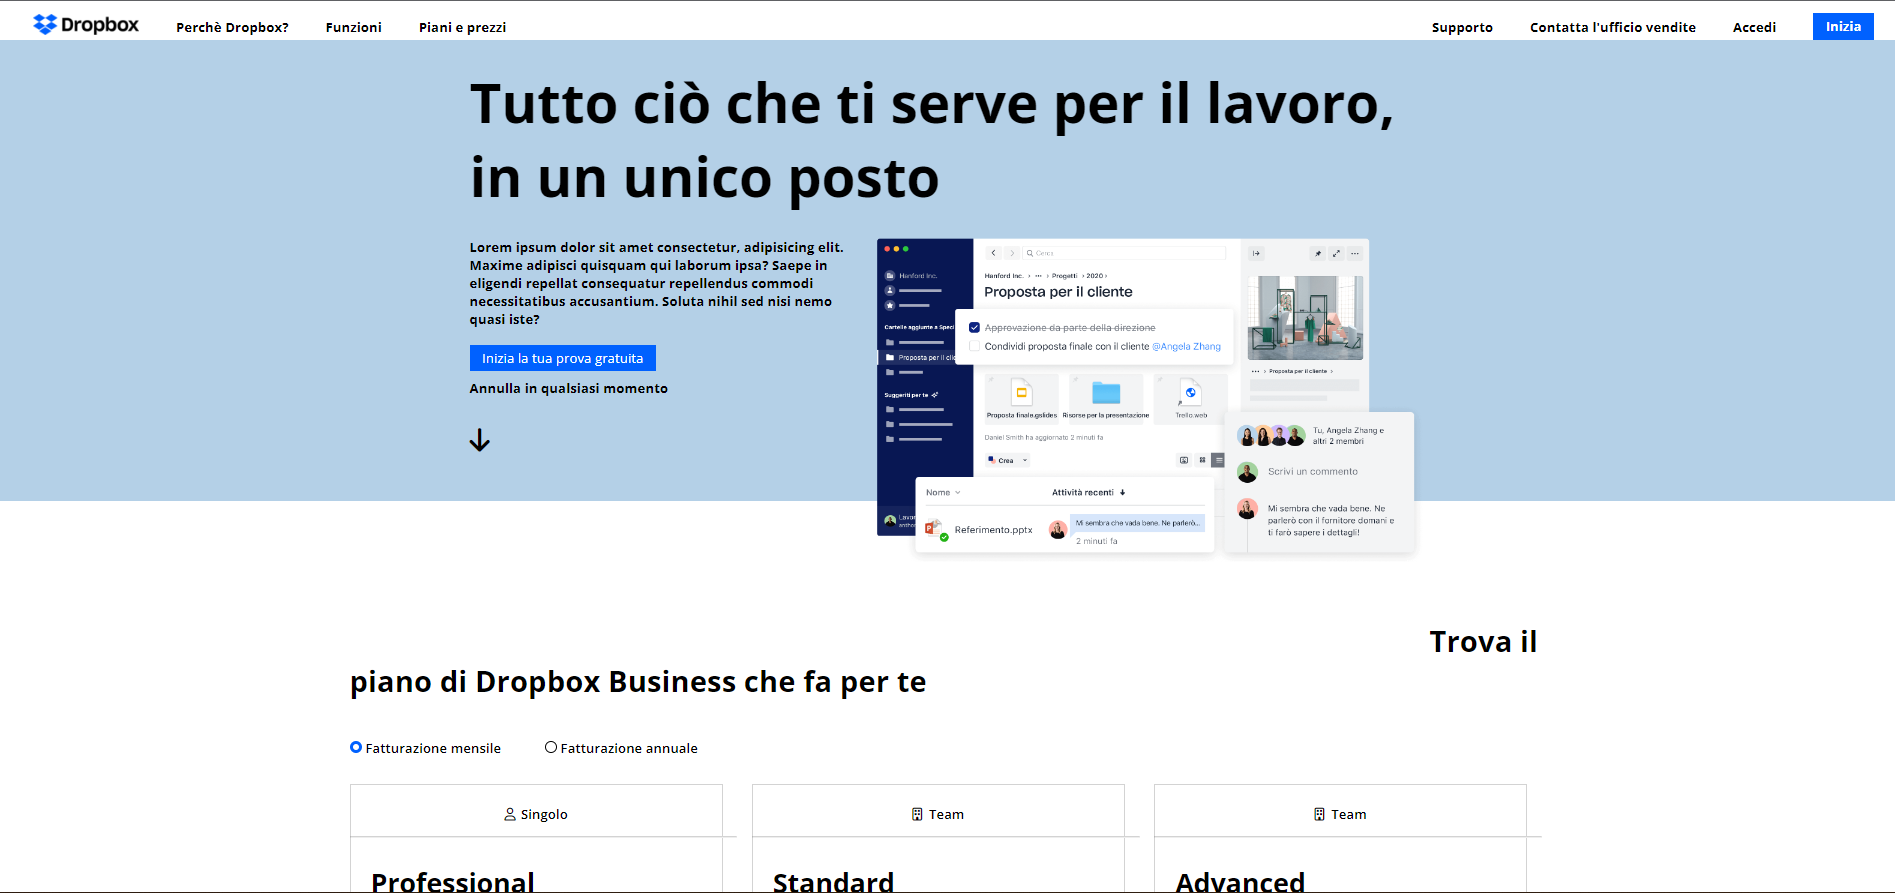 Dropbox
Perchè Dropbox?
Funzioni
Piani e prezzi
Supporto
Contatta l'ufficio vendite
Accedi
Inizia
Tutto ciò che ti serve per il lavoro,
in un unico posto
Lorem ipsum dolor sit amet consectetur, adipisicing elit.
Maxime adipisci quisquam qui laborum ipsa? Saepe in
eligendi repellat consequatur repellendus commodi
necessitatibus accusantium. Soluta nihil sed nisi nemo
quasi iste?
Inizia la tua prova gratuita
Annulla in qualsiasi momento
Hanford Inc.
Cartelle aggiunte a Speci
Proposta per il clie
Suggeriti per te
Lavor
Cerca
Hanford Inc. › ··· › Progetti › 2020 ›
Proposta per il cliente
Approvazione da parte della direzione
Condividi proposta finale con il cliente @Angela Zhang
Proposta finale.gslides
Risorse per la presentazione
Trello.web
Daniel Smith ha aggiornato 2 minuti fa
Crea
Nome
Attività recenti
Referimento.pptx
Mi sembra che vada bene. Ne parlerò...
2 minuti fa
··· › Proposta per il cliente ›
Tu, Angela Zhang e
altri 2 membri
Scrivi un commento
Mi sembra che vada bene. Ne
parlerò con il fornitore domani e
ti farò sapere i dettagli!
Trova il
piano di Dropbox Business che fa per te
Fatturazione mensile
Fatturazione annuale
Singolo
Team
Team
Professional
Standard
Advanced